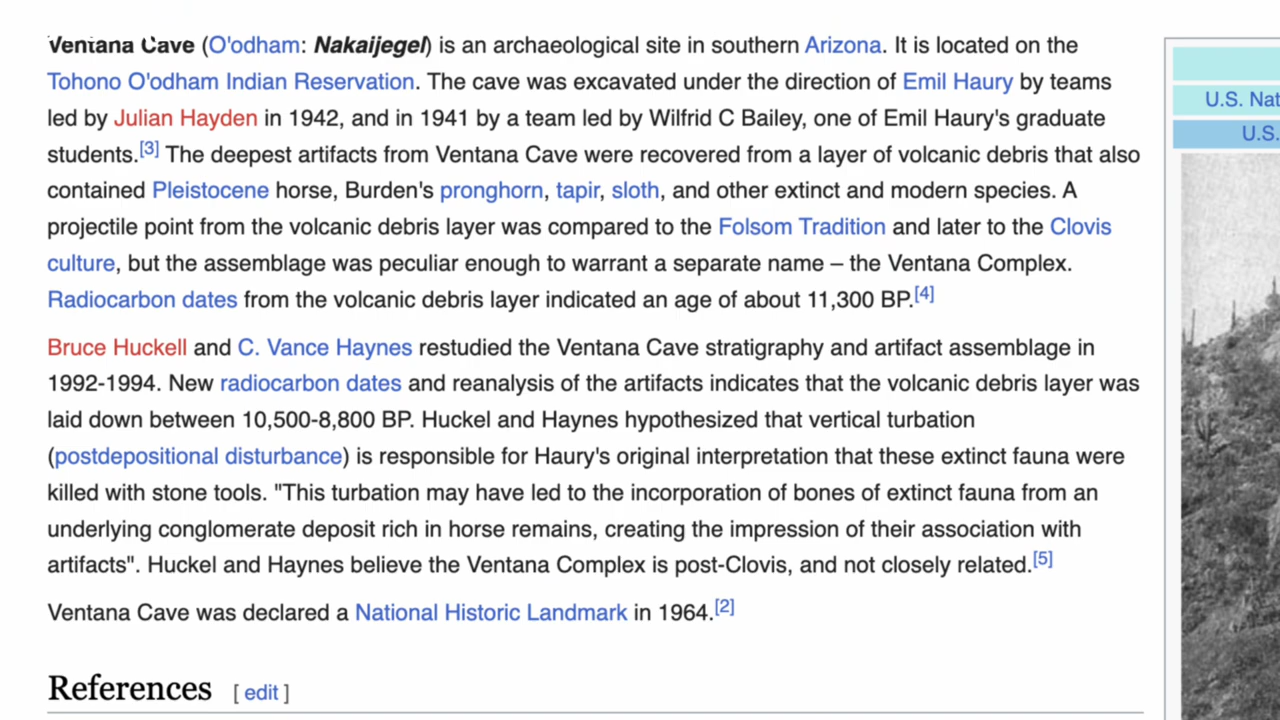 Ventana Cave (O'odham: Nakaijegel) is an archaeological site in southern Arizona. It is located on the
Tohono O'odham Indian Reservation. The cave was excavated under the direction of Emil Haury by teams
led by Julian Hayden in 1942, and in 1941 by a team led by Wilfrid C Bailey, one of Emil Haury's graduate
students.[3] The deepest artifacts from Ventana Cave were recovered from a layer of volcanic debris that also
contained Pleistocene horse, Burden's pronghorn, tapir, sloth, and other extinct and modern species. A
projectile point from the volcanic debris layer was compared to the Folsom Tradition and later to the Clovis
culture, but the assemblage was peculiar enough to warrant a separate name – the Ventana Complex.
Radiocarbon dates from the volcanic debris layer indicated an age of about 11,300 BP.[4]
Bruce Huckell and C. Vance Haynes restudied the Ventana Cave stratigraphy and artifact assemblage in
1992-1994. New radiocarbon dates and reanalysis of the artifacts indicates that the volcanic debris layer was
laid down between 10,500-8,800 BP. Huckel and Haynes hypothesized that vertical turbation
(postdepositional disturbance) is responsible for Haury's original interpretation that these extinct fauna were
killed with stone tools. "This turbation may have led to the incorporation of bones of extinct fauna from an
underlying conglomerate deposit rich in horse remains, creating the impression of their association with
artifacts". Huckel and Haynes believe the Ventana Complex is post-Clovis, and not closely related.[5]
Ventana Cave was declared a National Historic Landmark in 1964.[2]
References [ edit ]
U.S. Nat
U.S.